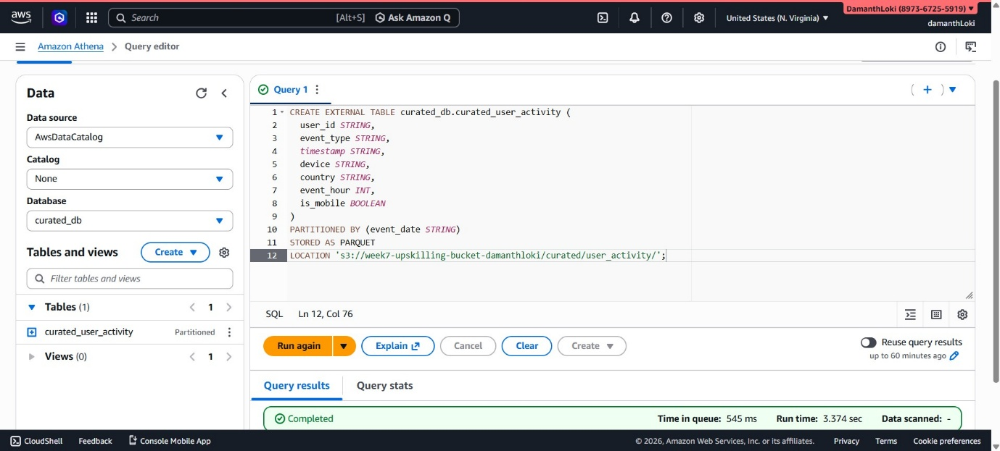 aws
Search [Alt+S] Ask Amazon Q
United States (N. Virginia)
DamanthLoki (8973-6725-5919)
damanthLoki
Amazon Athena > Query editor
Data
Data source
AwsDataCatalog
Catalog
None
Database
curated_db
Tables and views Create
Filter tables and views
Tables (1) < 1 >
curated_user_activity Partitioned
Views (0) < 1 >
Query 1
1 CREATE EXTERNAL TABLE curated_db.curated_user_activity (
2 user_id STRING,
3 event_type STRING,
4 timestamp STRING,
5 device STRING,
6 country STRING,
7 event_hour INT,
8 is_mobile BOOLEAN
9 )
10 PARTITIONED BY (event_date STRING)
11 STORED AS PARQUET
12 LOCATION 's3://week7-upskilling-bucket-damanthloki/curated/user_activity/';
SQL Ln 12, Col 76
Run again Explain Cancel Clear Create
Reuse query results
up to 60 minutes ago
Query results Query stats
Completed Time in queue: 545 ms Run time: 3.374 sec Data scanned: -
CloudShell Feedback Console Mobile App © 2026, Amazon Web Services, Inc. or its affiliates. Privacy Terms Cookie preferences